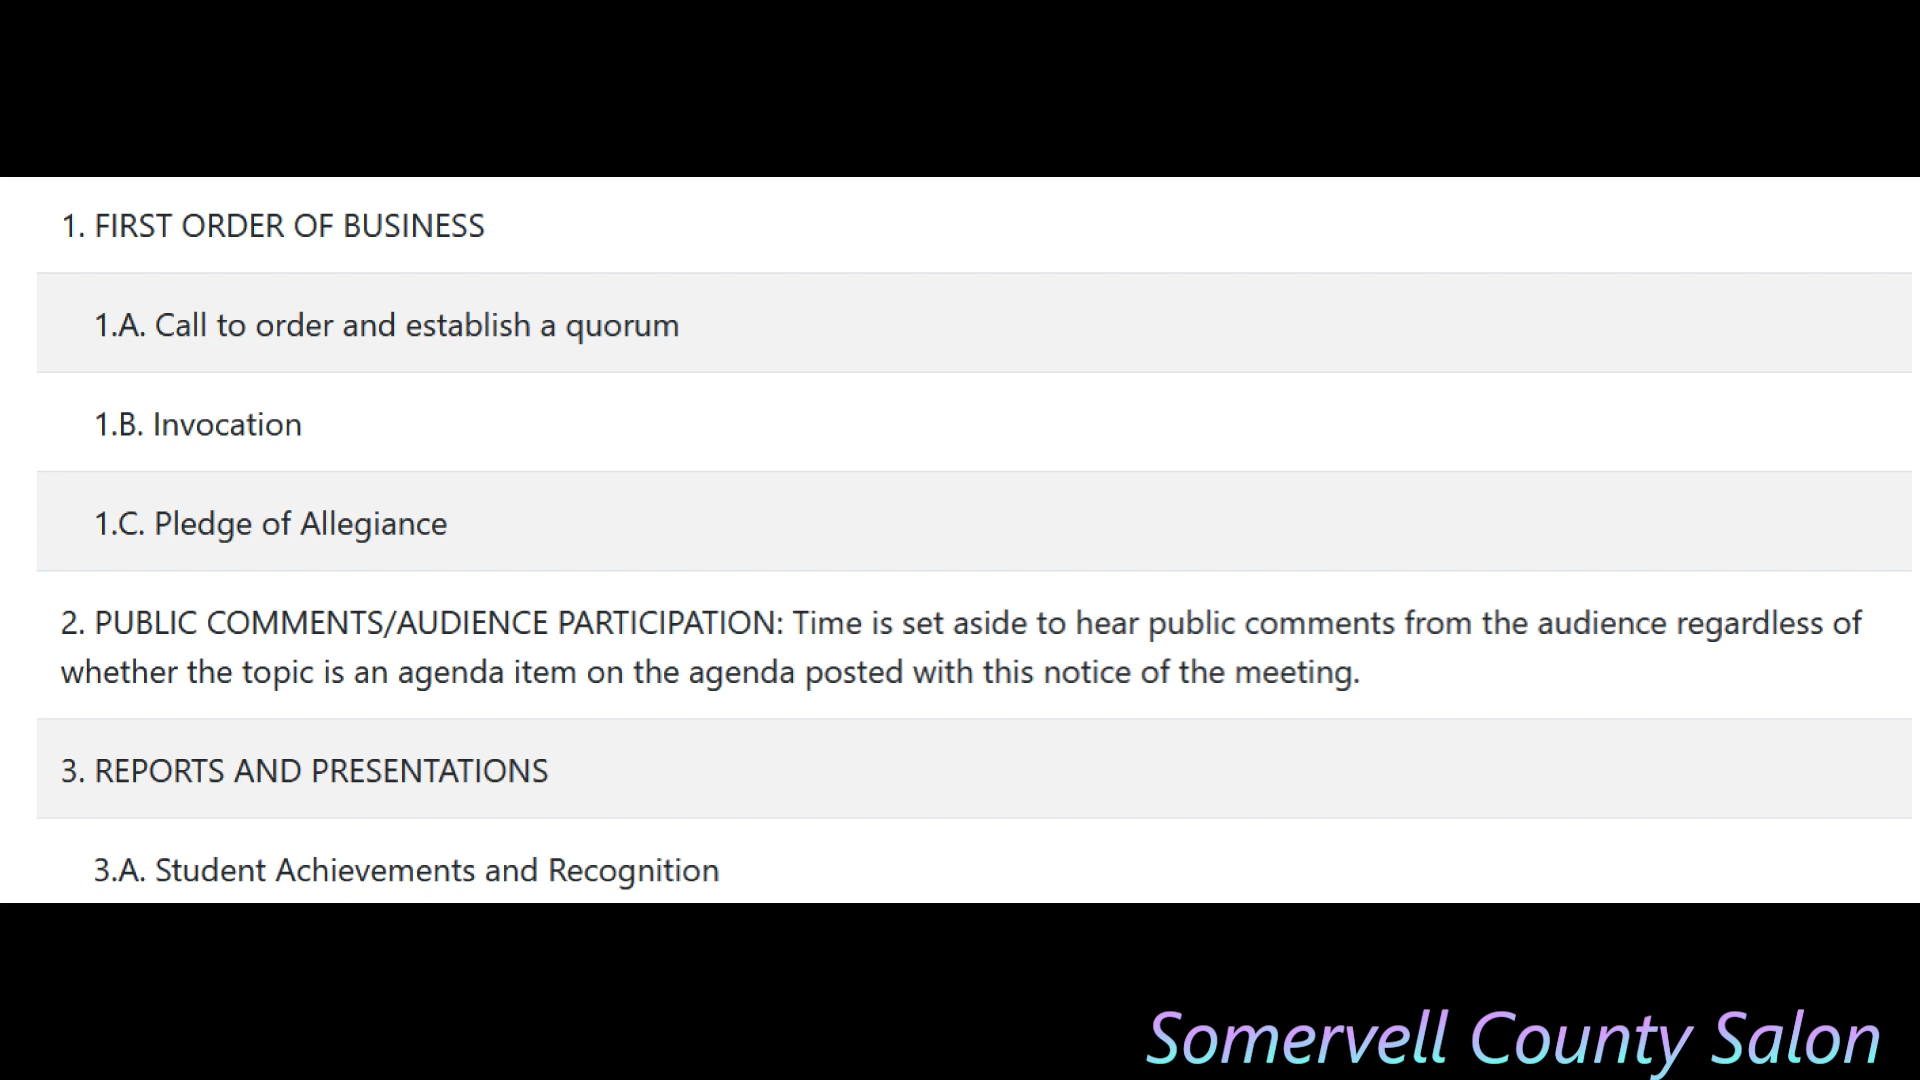 1. FIRST ORDER OF BUSINESS
1.A. Call to order and establish a quorum
1.B. Invocation
1.C. Pledge of Allegiance
2. PUBLIC COMMENTS/AUDIENCE PARTICIPATION: Time is set aside to hear public comments from the audience regardless of
whether the topic is an agenda item on the agenda posted with this notice of the meeting.
3. REPORTS AND PRESENTATIONS
3.A. Student Achievements and Recognition
Somervell County Salon